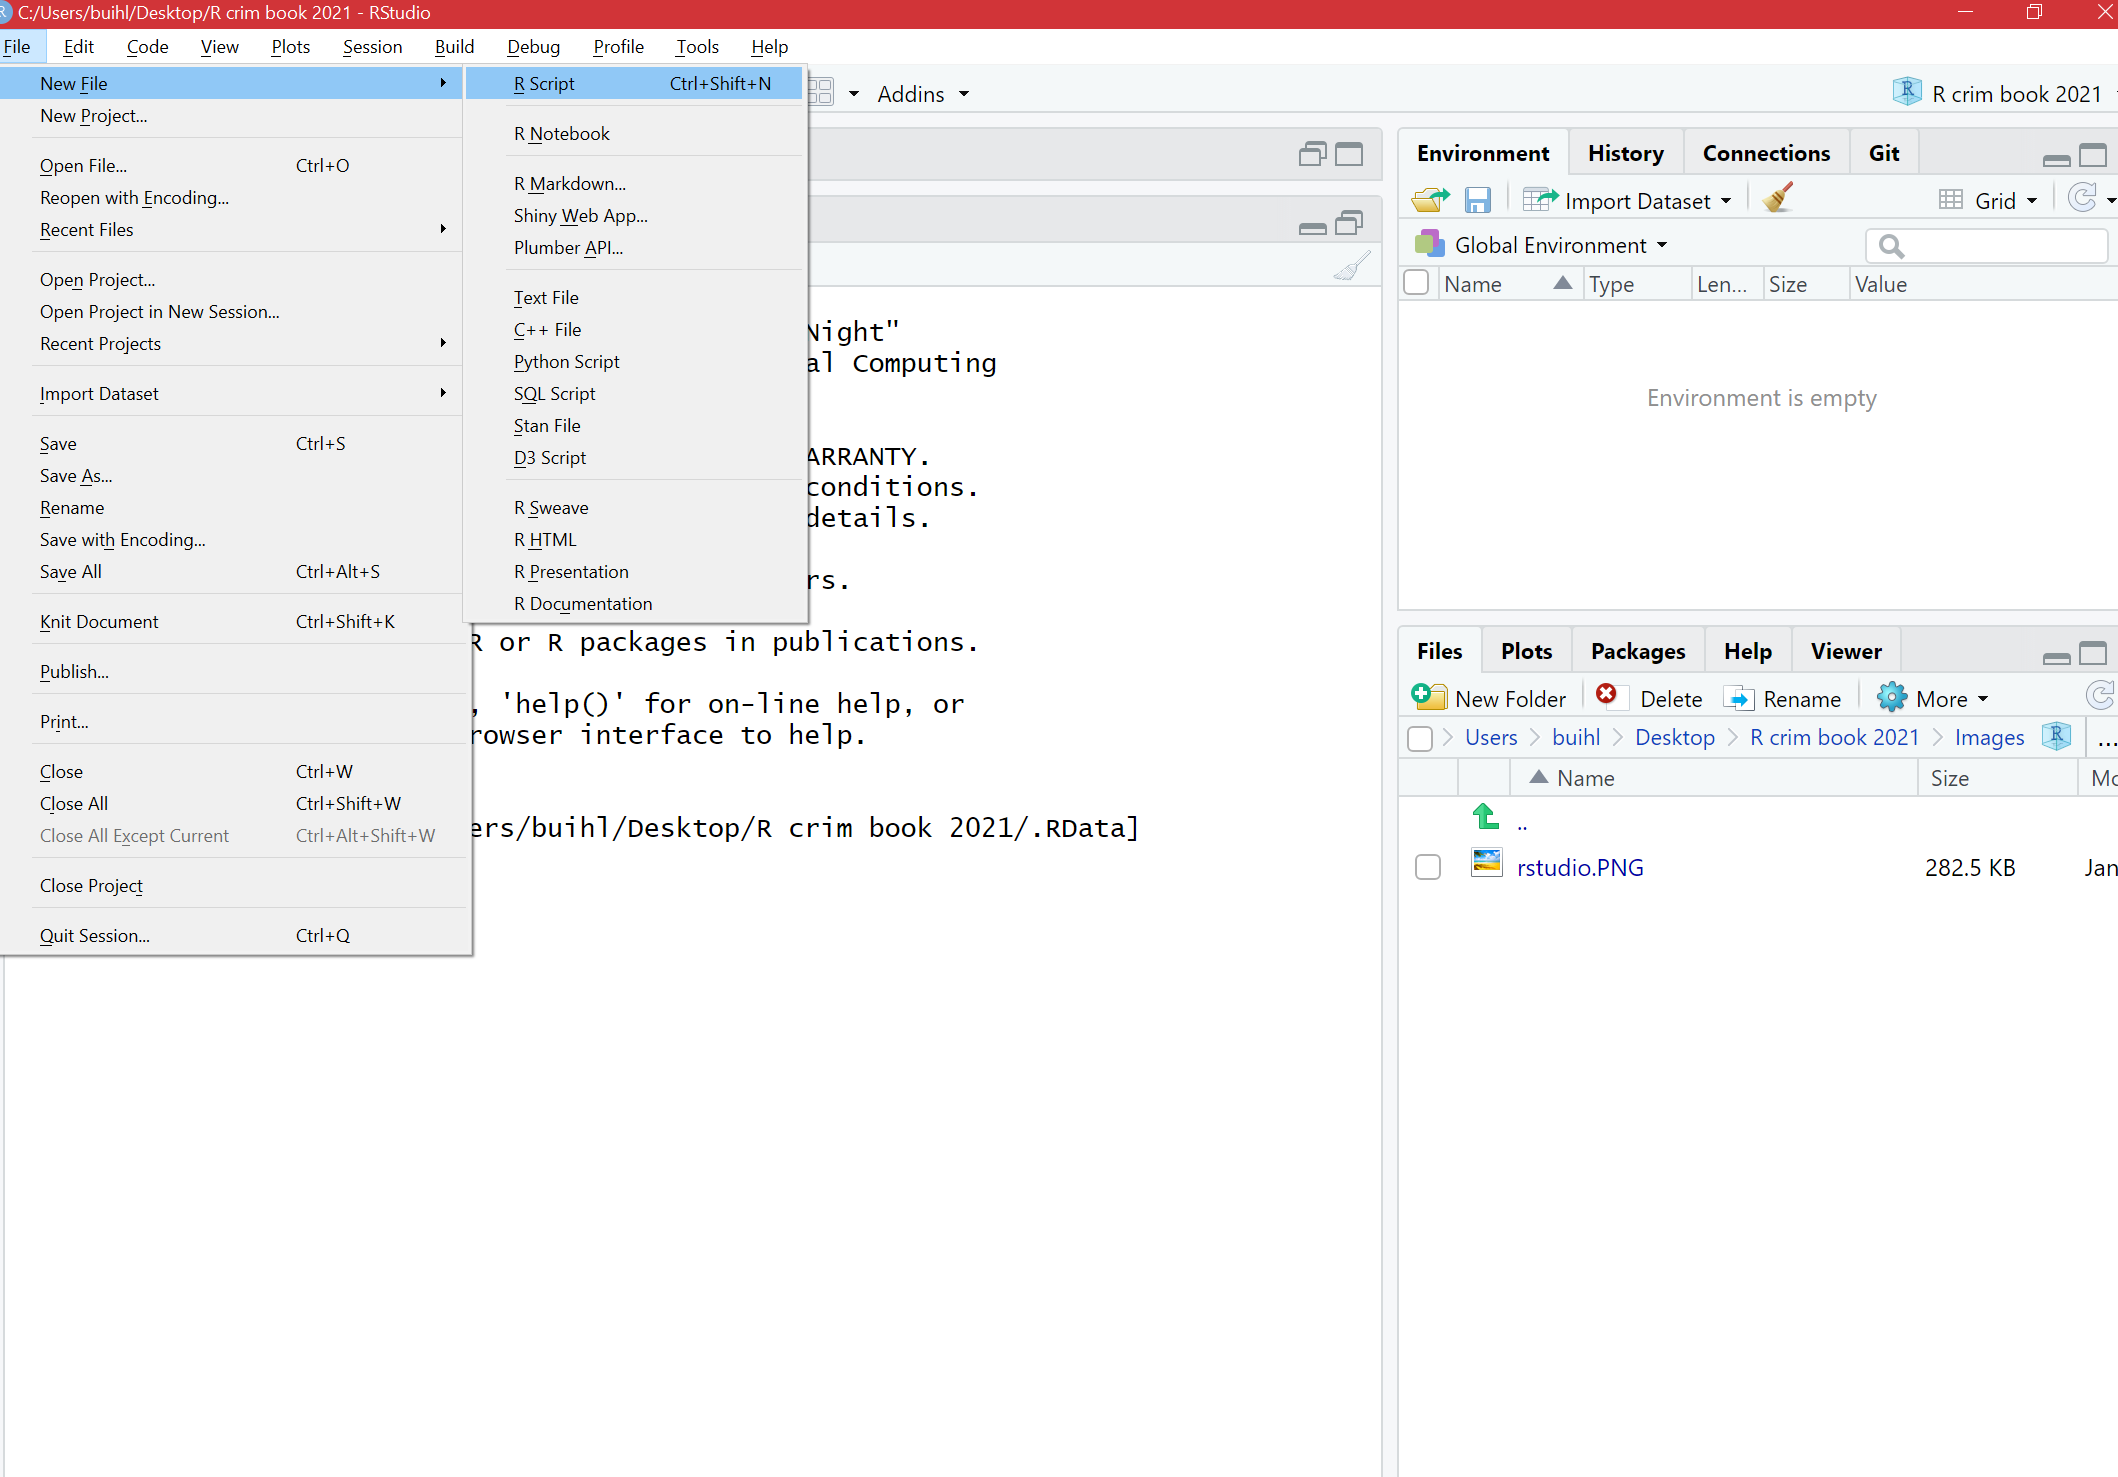 C:/Users/buihl/Desktop/R crim book 2021 - RStudio
File Edit Code View Plots Session Build Debug Profile Tools Help
New File
New Project...
Open File... Ctrl+O
Reopen with Encoding...
Recent Files
Open Project...
Open Project in New Session...
Recent Projects
Import Dataset
Save Ctrl+S
Save As...
Rename
Save with Encoding...
Save All Ctrl+Alt+S
Knit Document Ctrl+Shift+K
Publish...
Print...
Close Ctrl+W
Close All Ctrl+Shift+W
Close All Except Current Ctrl+Alt+Shift+W
Close Project
Quit Session... Ctrl+Q
R Script Ctrl+Shift+N
R Notebook
R Markdown...
Shiny Web App...
Plumber API...
Text File
C++ File
Python Script
SQL Script
Stan File
D3 Script
R Sweave
R HTML
R Presentation
R Documentation
Addins
R crim book 2021
Night"
al Computing
ARRANTY.
conditions.
details.
rs.
R or R packages in publications.
, 'help()' for on-line help, or
rowser interface to help.
ers/buihl/Desktop/R crim book 2021/.RData]
Environment History Connections Git
Import Dataset Grid
Global Environment
Name Type Len... Size Value
Environment is empty
Files Plots Packages Help Viewer
New Folder Delete Rename More
Users buihl Desktop R crim book 2021 Images ...
Name Size Mo
..
rstudio.PNG 282.5 KB Jan